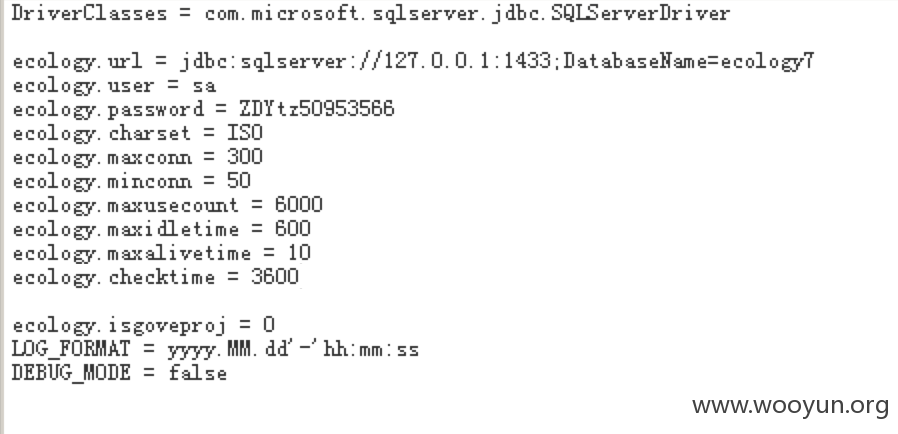 DriverClasses = com.microsoft.sqlserver.jdbc.SQLServerDriver
ecology.url = jdbc:sqlserver://127.0.0.1:1433;DatabaseName=ecology7
ecology.user = sa
ecology.password = ZDYtz50953566
ecology.charset = ISO
ecology.maxconn = 300
ecology.minconn = 50
ecology.maxusecount = 6000
ecology.maxidletime = 600
ecology.maxalivetime = 10
ecology.checktime = 3600
ecology.isgoveproj = 0
LOG_FORMAT = yyyy.MM.dd'-'hh:mm:ss
DEBUG_MODE = false
www.wooyun.org